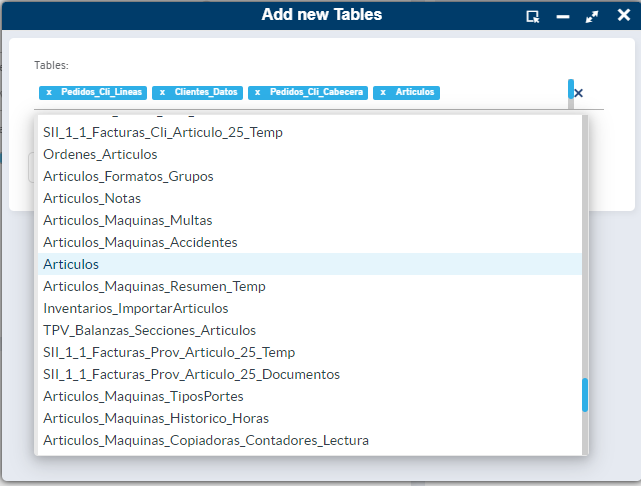 Add new Tables
Tables:
x Pedidos_Cli_Lineas x Clientes_Datos x Pedidos_Cli_Cabecera x Articulos
SII_1_1_Facturas_Cli_Articulo_25_Temp
Ordenes_Articulos
Articulos_Formatos_Grupos
Articulos_Notas
Articulos_Maquinas_Multas
Articulos_Maquinas_Accidentes
Articulos
Articulos_Maquinas_Resumen_Temp
Inventarios_ImportarArticulos
TPV_Balanzas_Secciones_Articulos
SII_1_1_Facturas_Prov_Articulo_25_Temp
SII_1_1_Facturas_Prov_Articulo_25_Documentos
Articulos_Maquinas_TiposPortes
Articulos_Maquinas_Historico_Horas
Articulos_Maquinas_Copiadoras_Contadores_Lectura